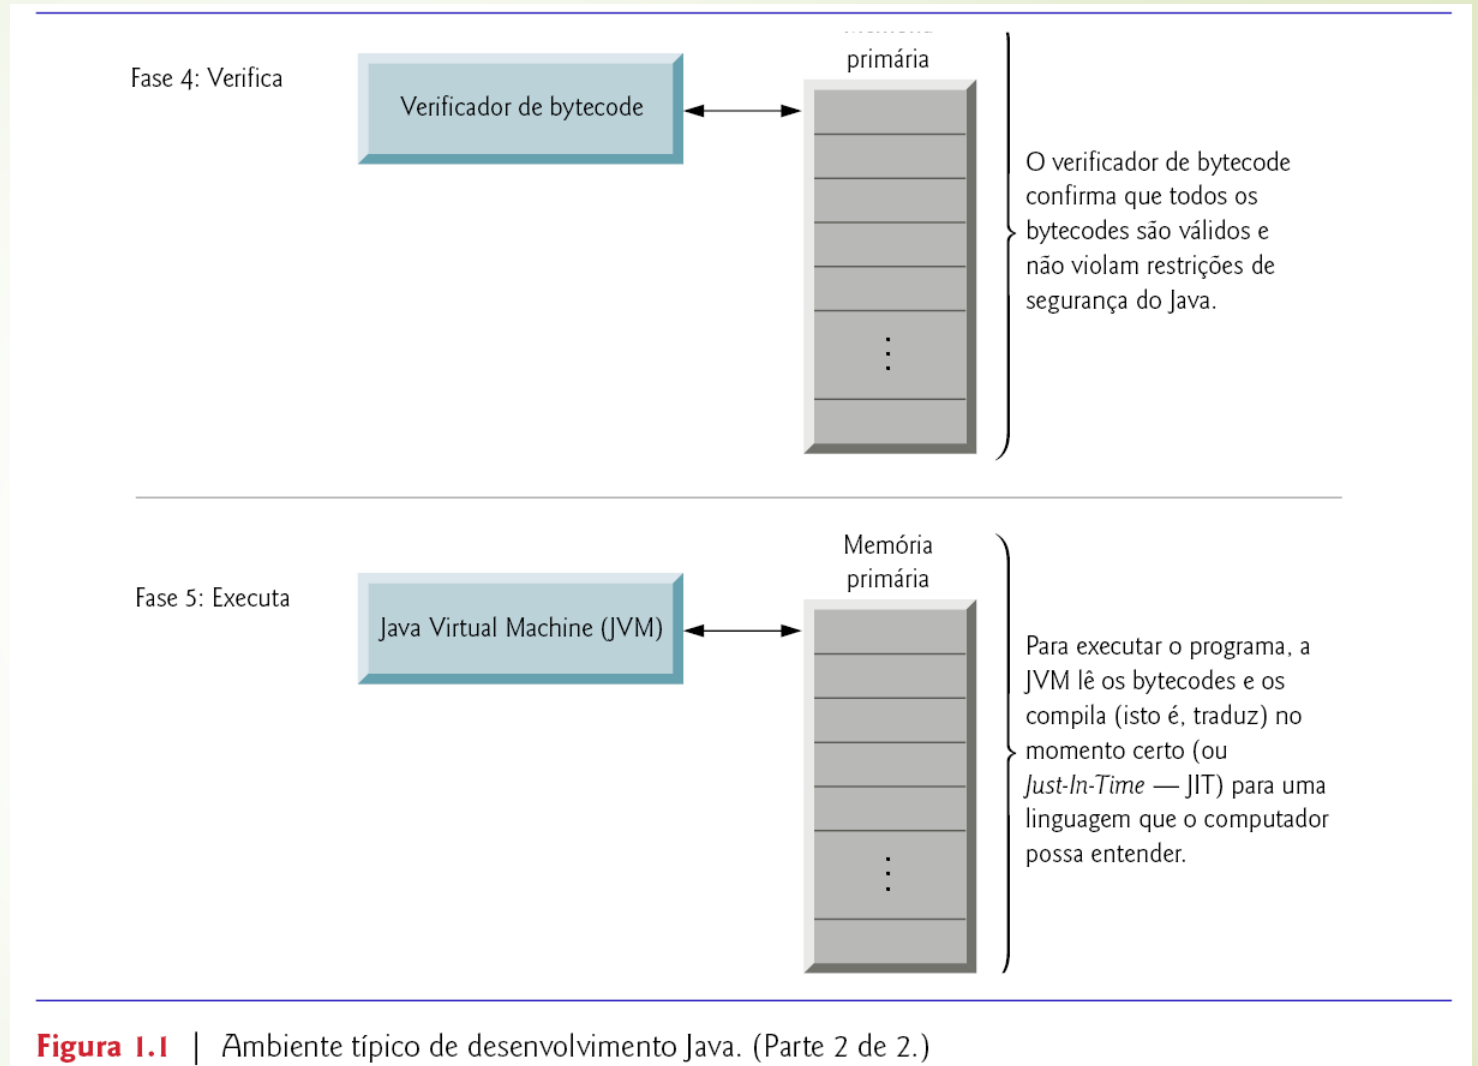 primária
Fase 4: Verifica
Verificador de bytecode
O verificador de bytecode
confirma que todos os
bytecodes são válidos e
não violam restrições de
segurança do Java.
Memória
primária
Fase 5: Executa
Java Virtual Machine (JVM)
Para executar o programa, a
JVM lê os bytecodes e os
compila (isto é, traduz) no
momento certo (ou
Just-In-Time — JIT) para uma
linguagem que o computador
possa entender.
Figura 1.1 | Ambiente típico de desenvolvimento Java. (Parte 2 de 2.)